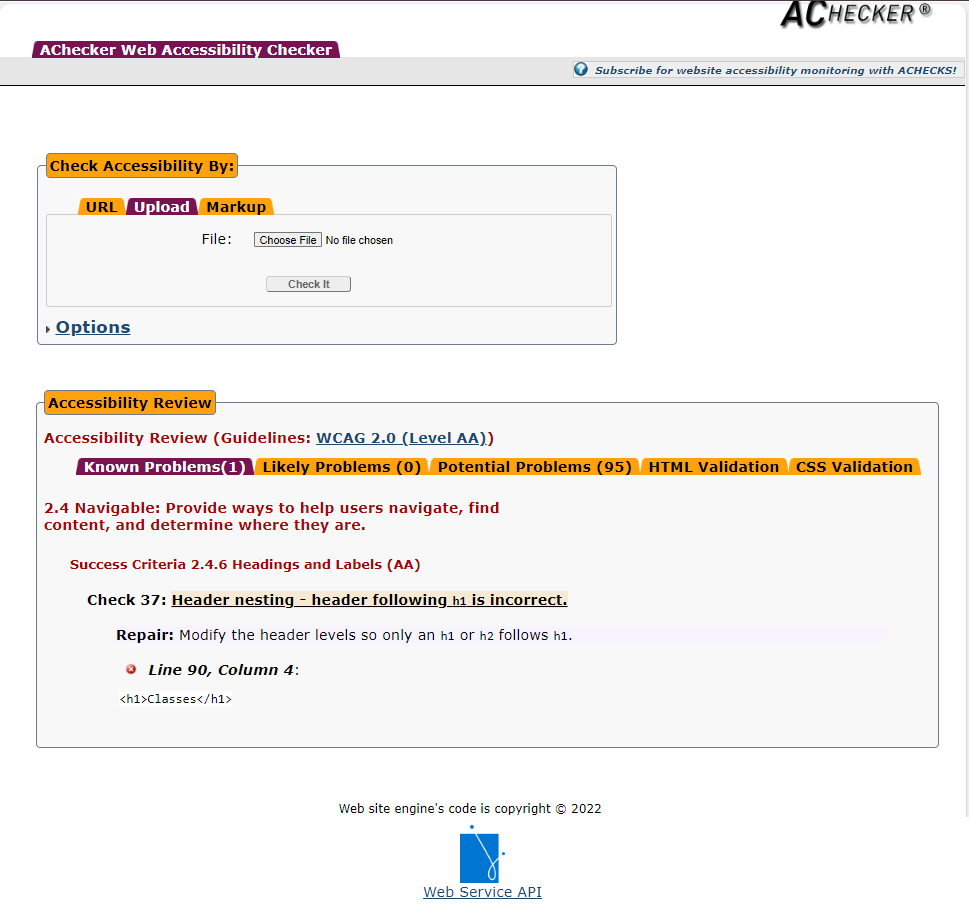 ACHECKER ®
AChecker Web Accessibility Checker
Subscribe for website accessibility monitoring with ACHECKS!
Check Accessibility By:
URL Upload Markup
File: Choose File No file chosen
Check It
Options
Accessibility Review
Accessibility Review (Guidelines: WCAG 2.0 (Level AA))
Known Problems(1) Likely Problems (0) Potential Problems (95) HTML Validation CSS Validation
2.4 Navigable: Provide ways to help users navigate, find
content, and determine where they are.
Success Criteria 2.4.6 Headings and Labels (AA)
Check 37: Header nesting - header following h1 is incorrect.
Repair: Modify the header levels so only an h1 or h2 follows h1.
Line 90, Column 4:
<h1>Classes</h1>
Web site engine's code is copyright © 2022
Web Service API